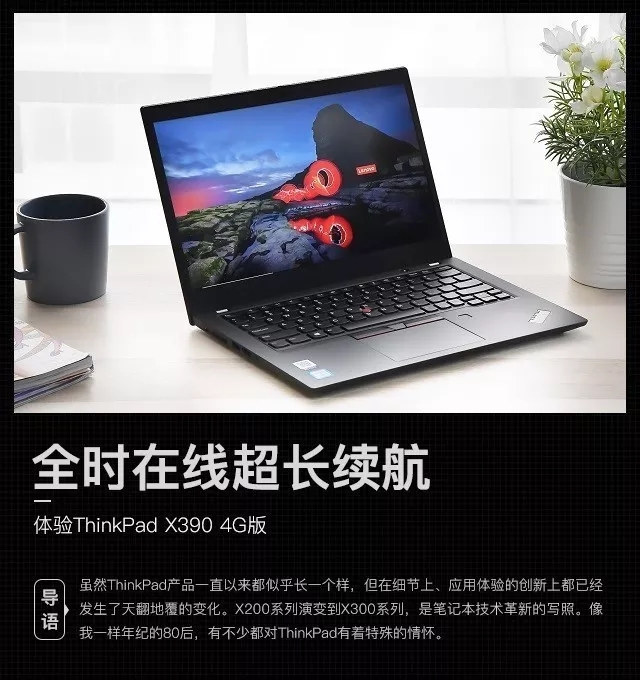 Lenovo
ThinkPad
全时在线超长续航
体验ThinkPad X390 4G版
导语
虽然ThinkPad产品一直以来都似乎长一个样，但在细节上、应用体验的创新上都已经
发生了天翻地覆的变化。X200系列演变到X300系列，是笔记本技术革新的写照。像
我一样年纪的80后，有不少都对ThinkPad有着特殊的情怀。